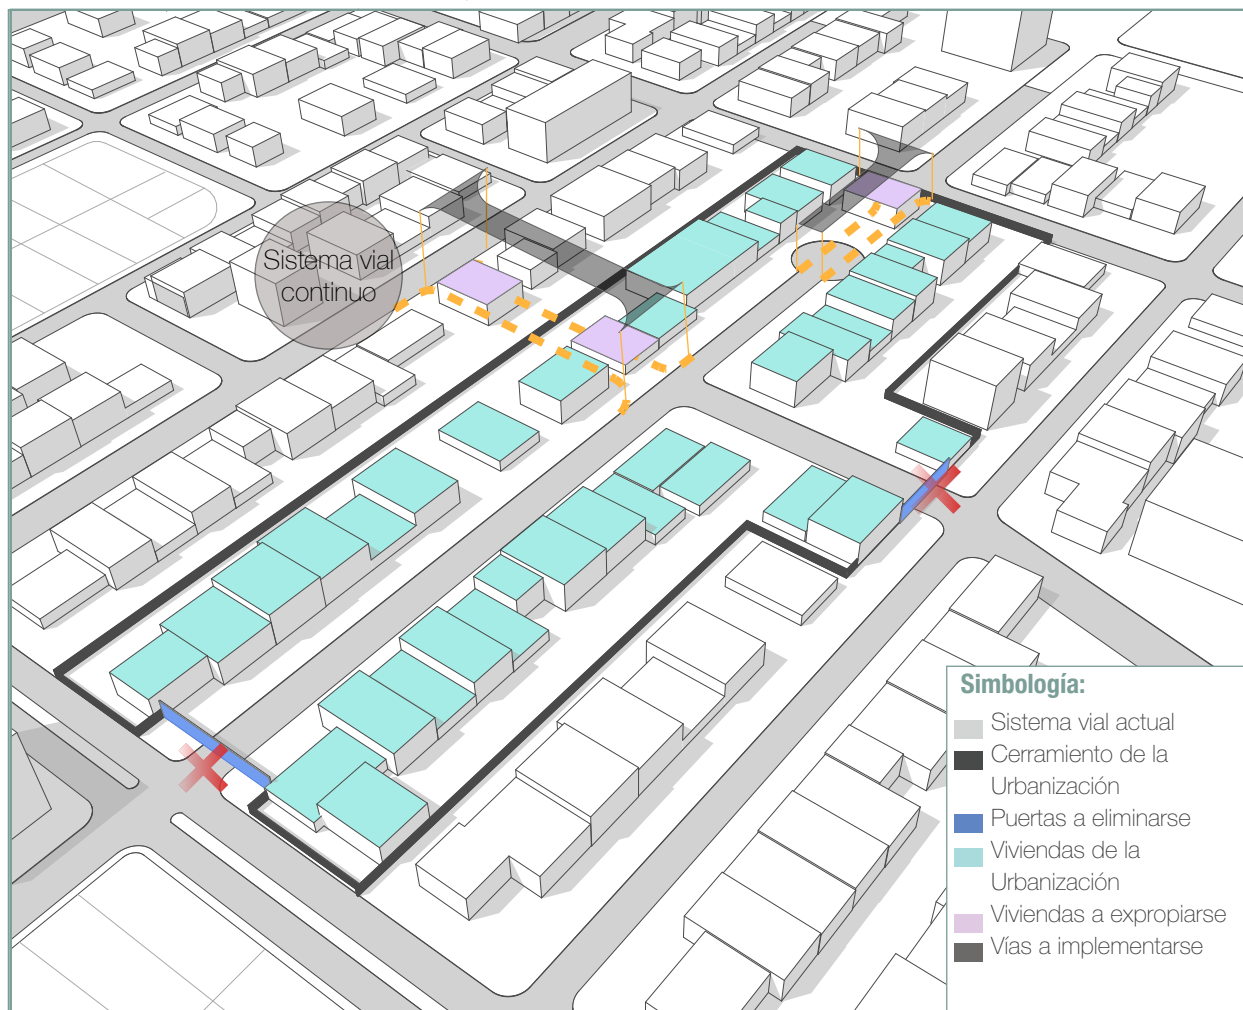 Sistema vial
continuo
Simbología:
Sistema vial actual
Cerramiento de la
Urbanización
Puertas a eliminarse
Viviendas de la
Urbanización
Viviendas a expropiarse
Vías a implementarse